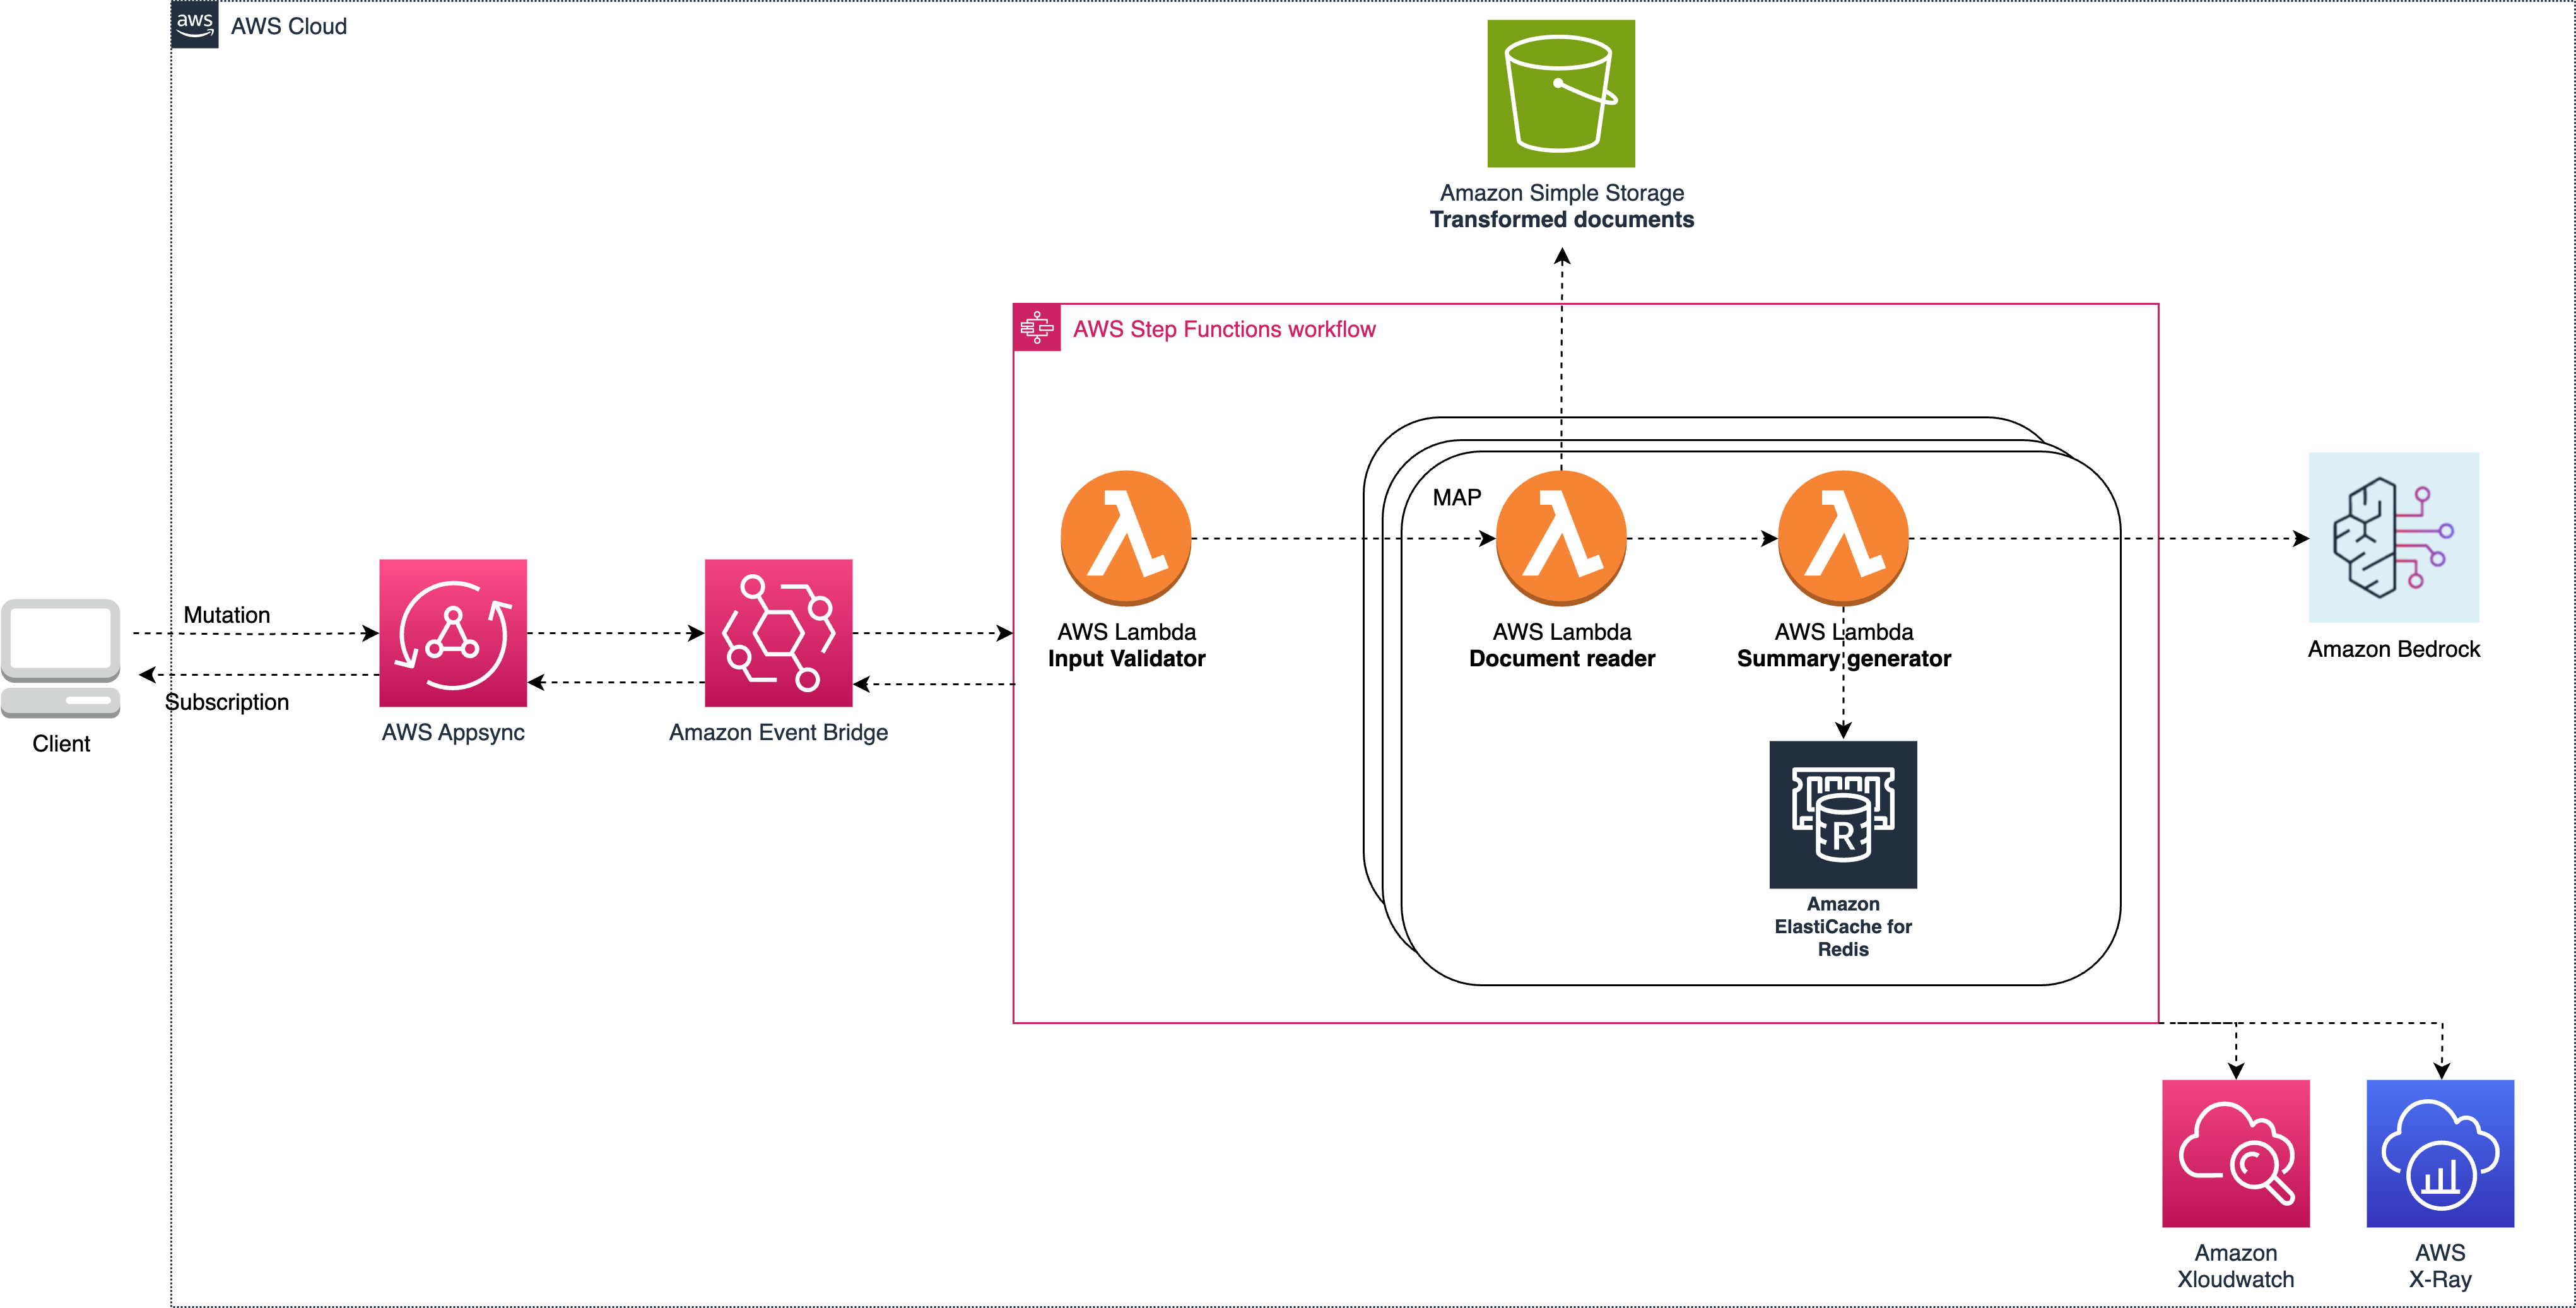 aws
AWS Cloud
Amazon Simple Storage
Transformed documents
AWS Step Functions workflow
MAP
Mutation
Subscription
Client
AWS Appsync
Amazon Event Bridge
AWS Lambda
Input Validator
AWS Lambda
Document reader
AWS Lambda
Summary generator
Amazon Bedrock
R
Amazon
ElastiCache for
Redis
Amazon
Xloudwatch
AWS
X-Ray